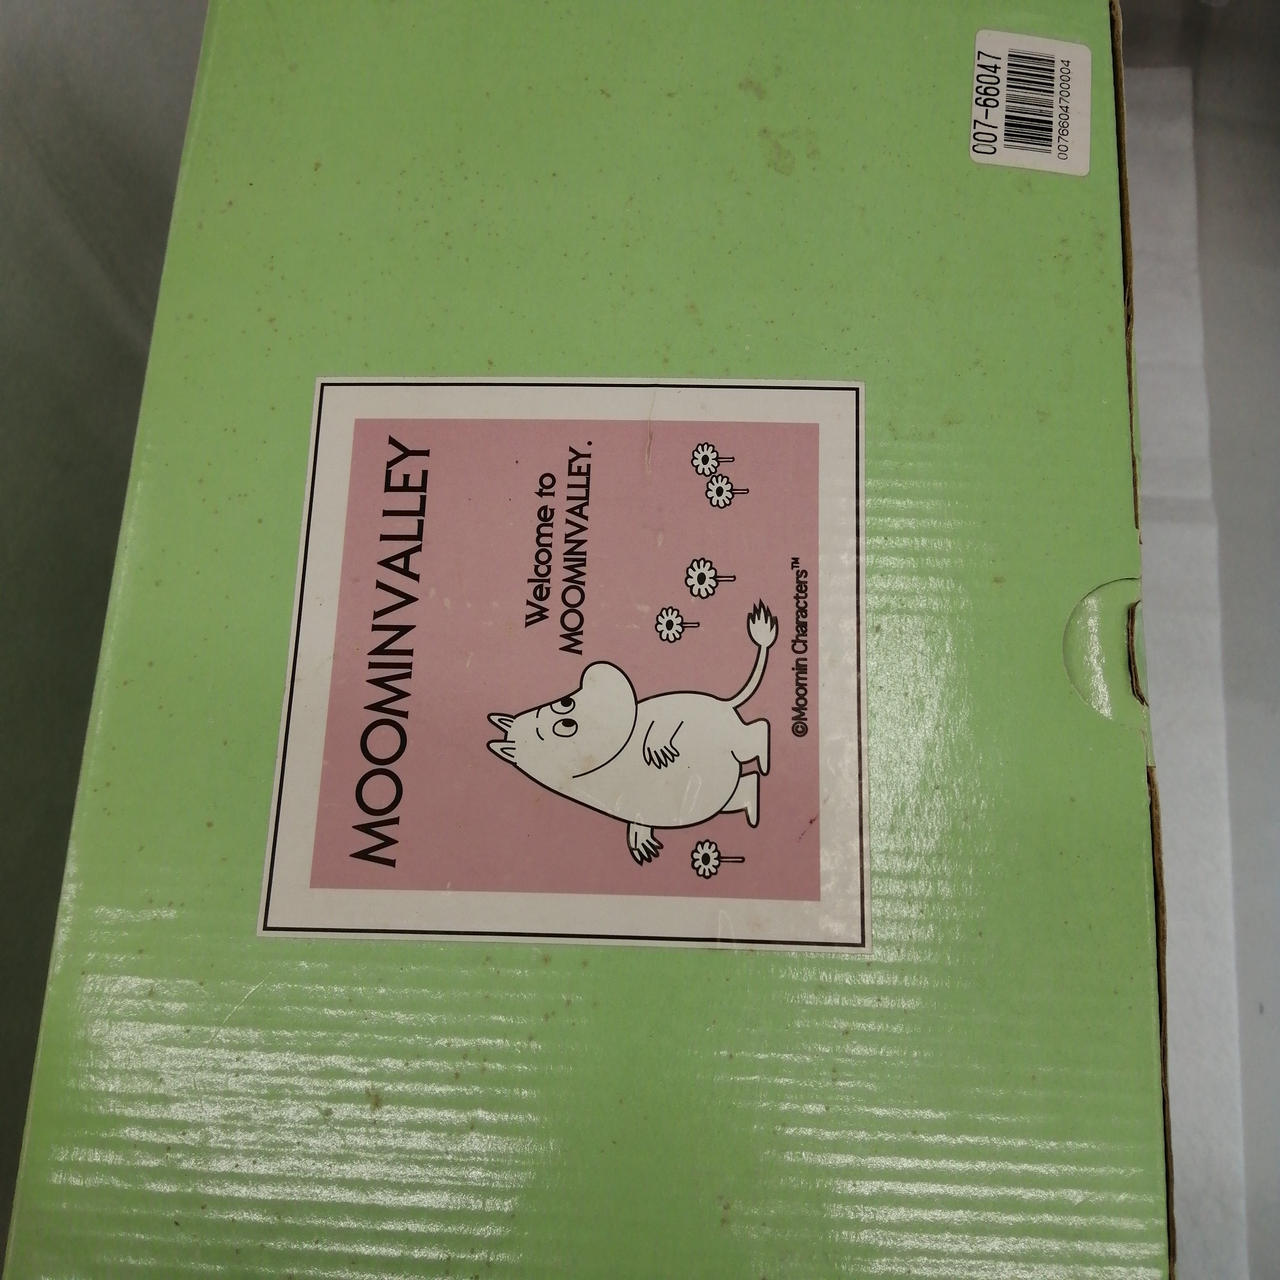 007-66047
0076604700004
MOOMINVALLEY
Welcome to
MOOMINVALLEY.
©Moomin Characters™